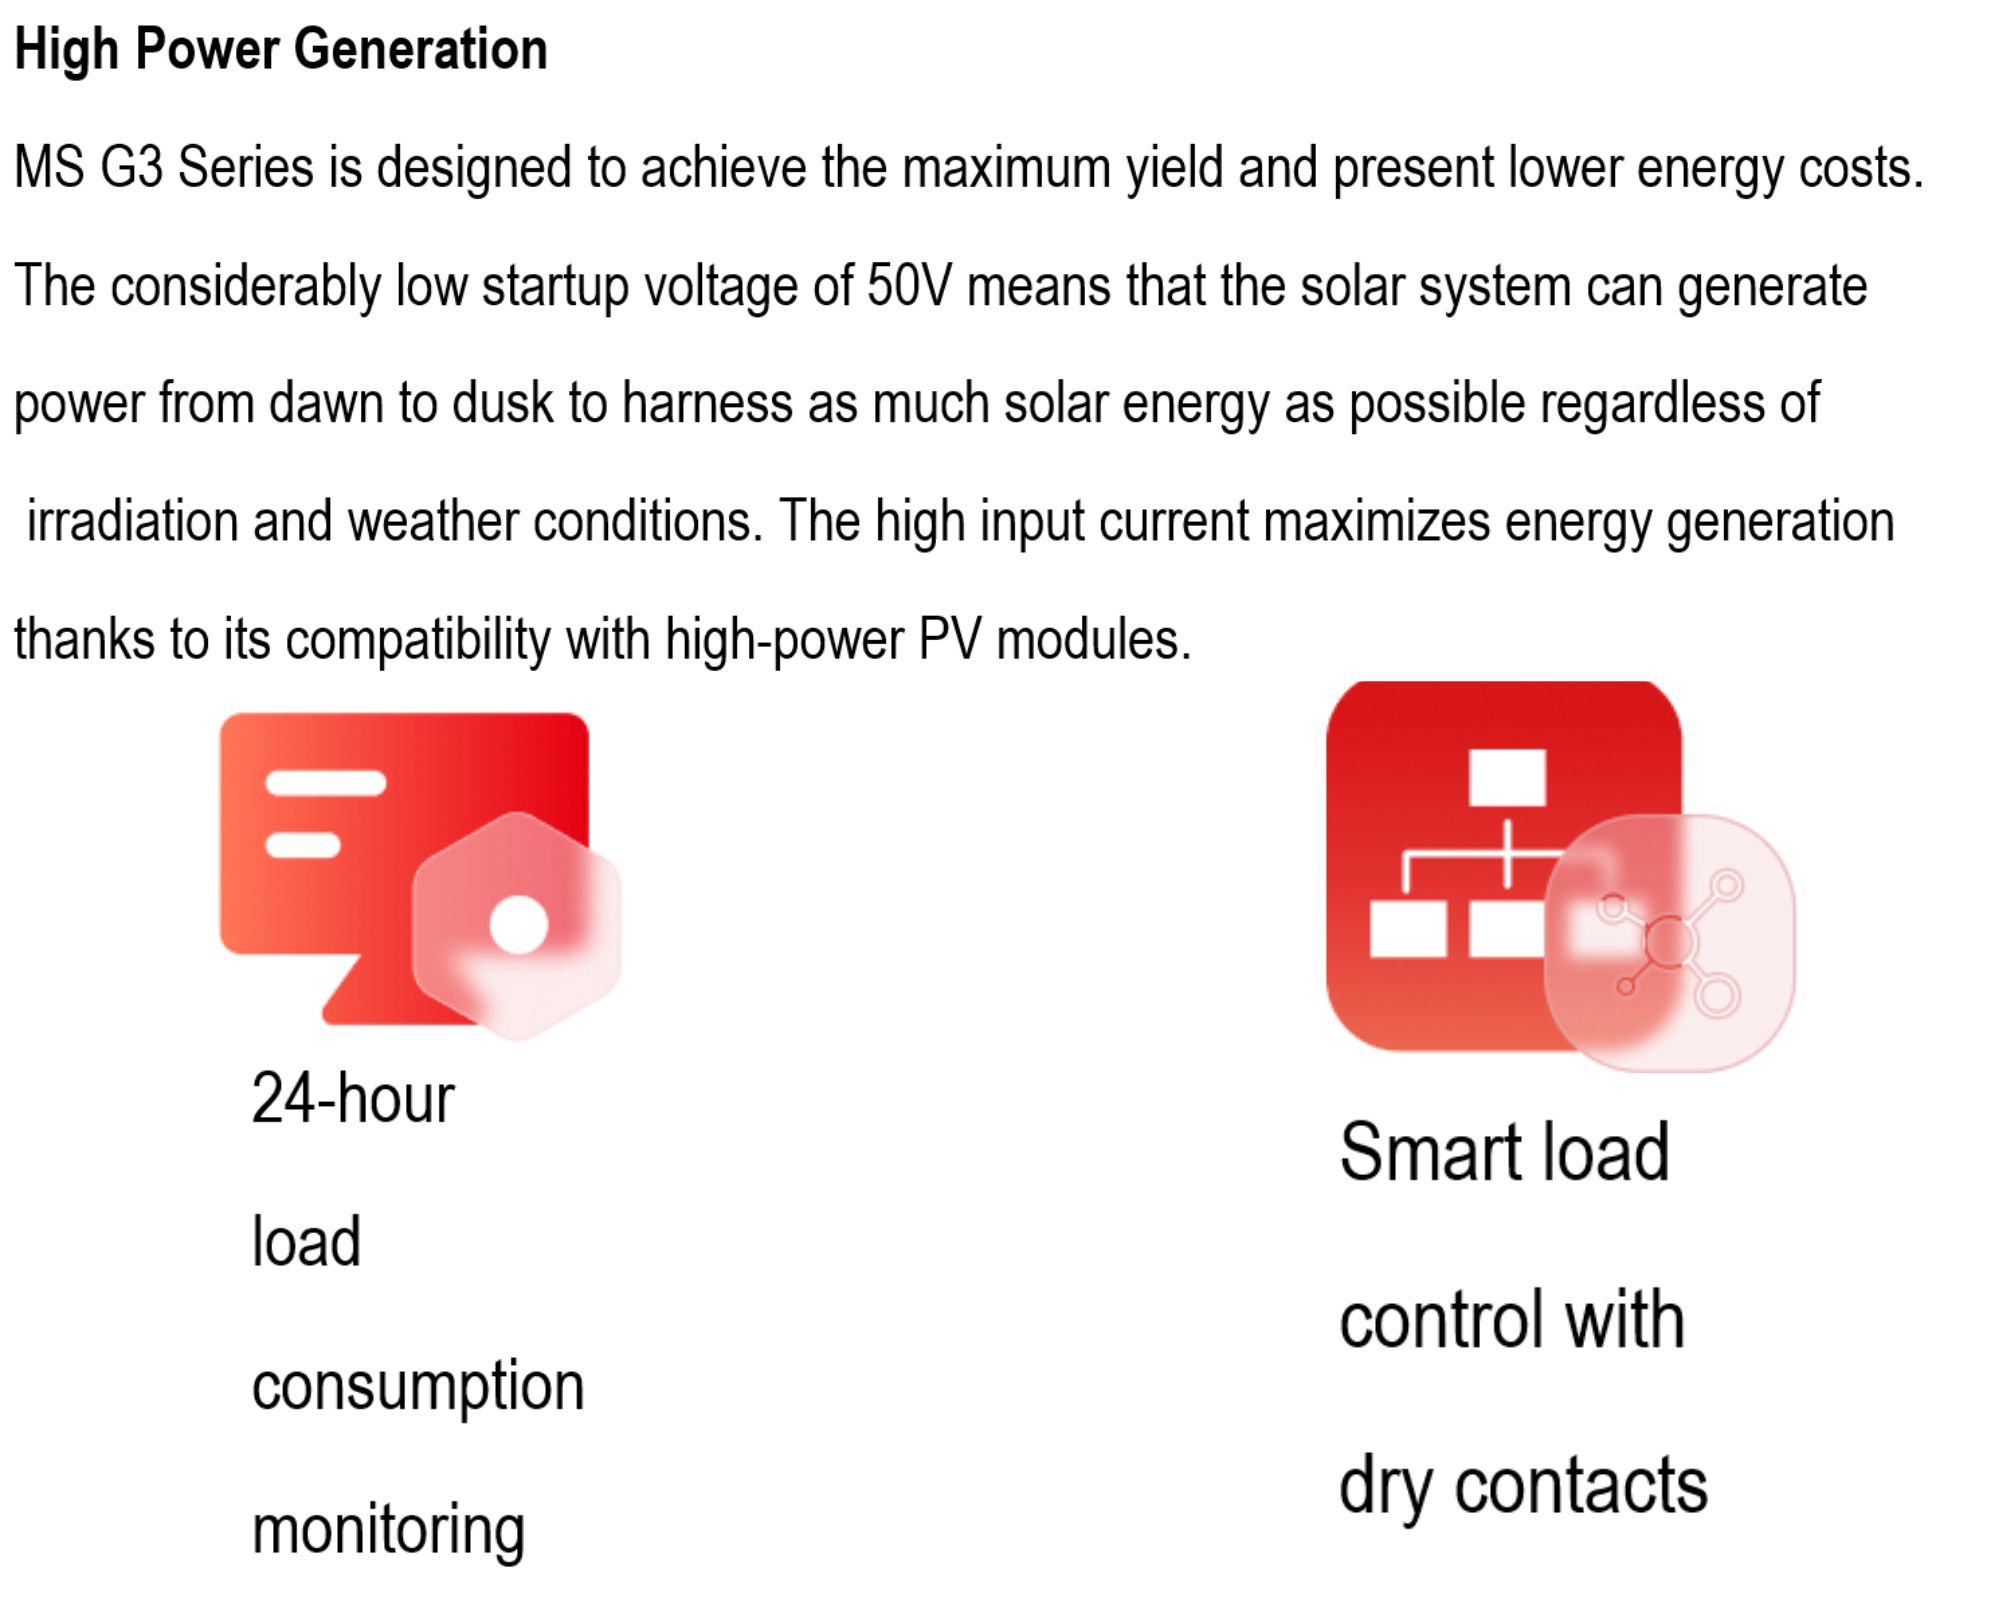 High Power Generation
MS G3 Series is designed to achieve the maximum yield and present lower energy costs.
The considerably low startup voltage of 50V means that the solar system can generate
power from dawn to dusk to harness as much solar energy as possible regardless of
irradiation and weather conditions. The high input current maximizes energy generation
thanks to its compatibility with high-power PV modules.
24-hour
load
consumption
monitoring
Smart load
control with
dry contacts